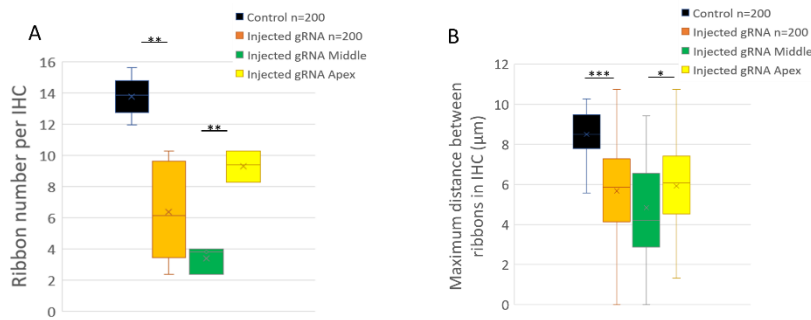 A
Control n=200
Injected gRNA n=200
Injected gRNA Middle
Injected gRNA Apex
Ribbon number per IHC
16
14
12
10
8
6
4
2
0
**
**
B
Control n=200
Injected gRNA n=200
Injected gRNA Middle
Injected gRNA Apex
Maximum distance between
ribbons in IHC (μm)
12
10
8
6
4
2
0
***
*